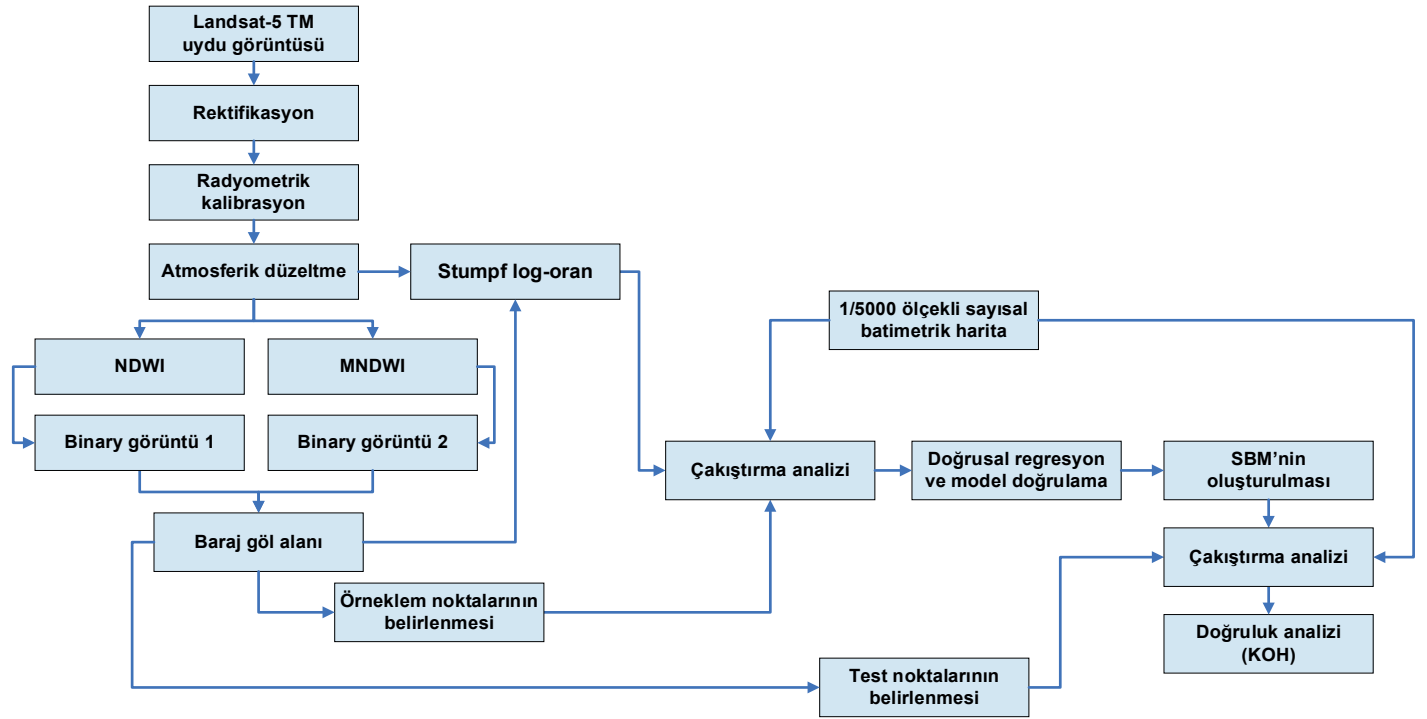 Landsat-5 TM
uydu görüntüsü
Rektifikasyon
Radyometrik
kalibrasyon
Atmosferik düzeltme
Stumpf log-oran
1/5000 ölçekli sayısal
batimetrik harita
NDWI
MNDWI
Binary görüntü 1
Binary görüntü 2
Çakıştırma analizi
Doğrusal regresyon
ve model doğrulama
SBM’nin
oluşturulması
Baraj göl alanı
Çakıştırma analizi
Örneklem noktalarının
belirlenmesi
Doğruluk analizi
(KOH)
Test noktalarının
belirlenmesi